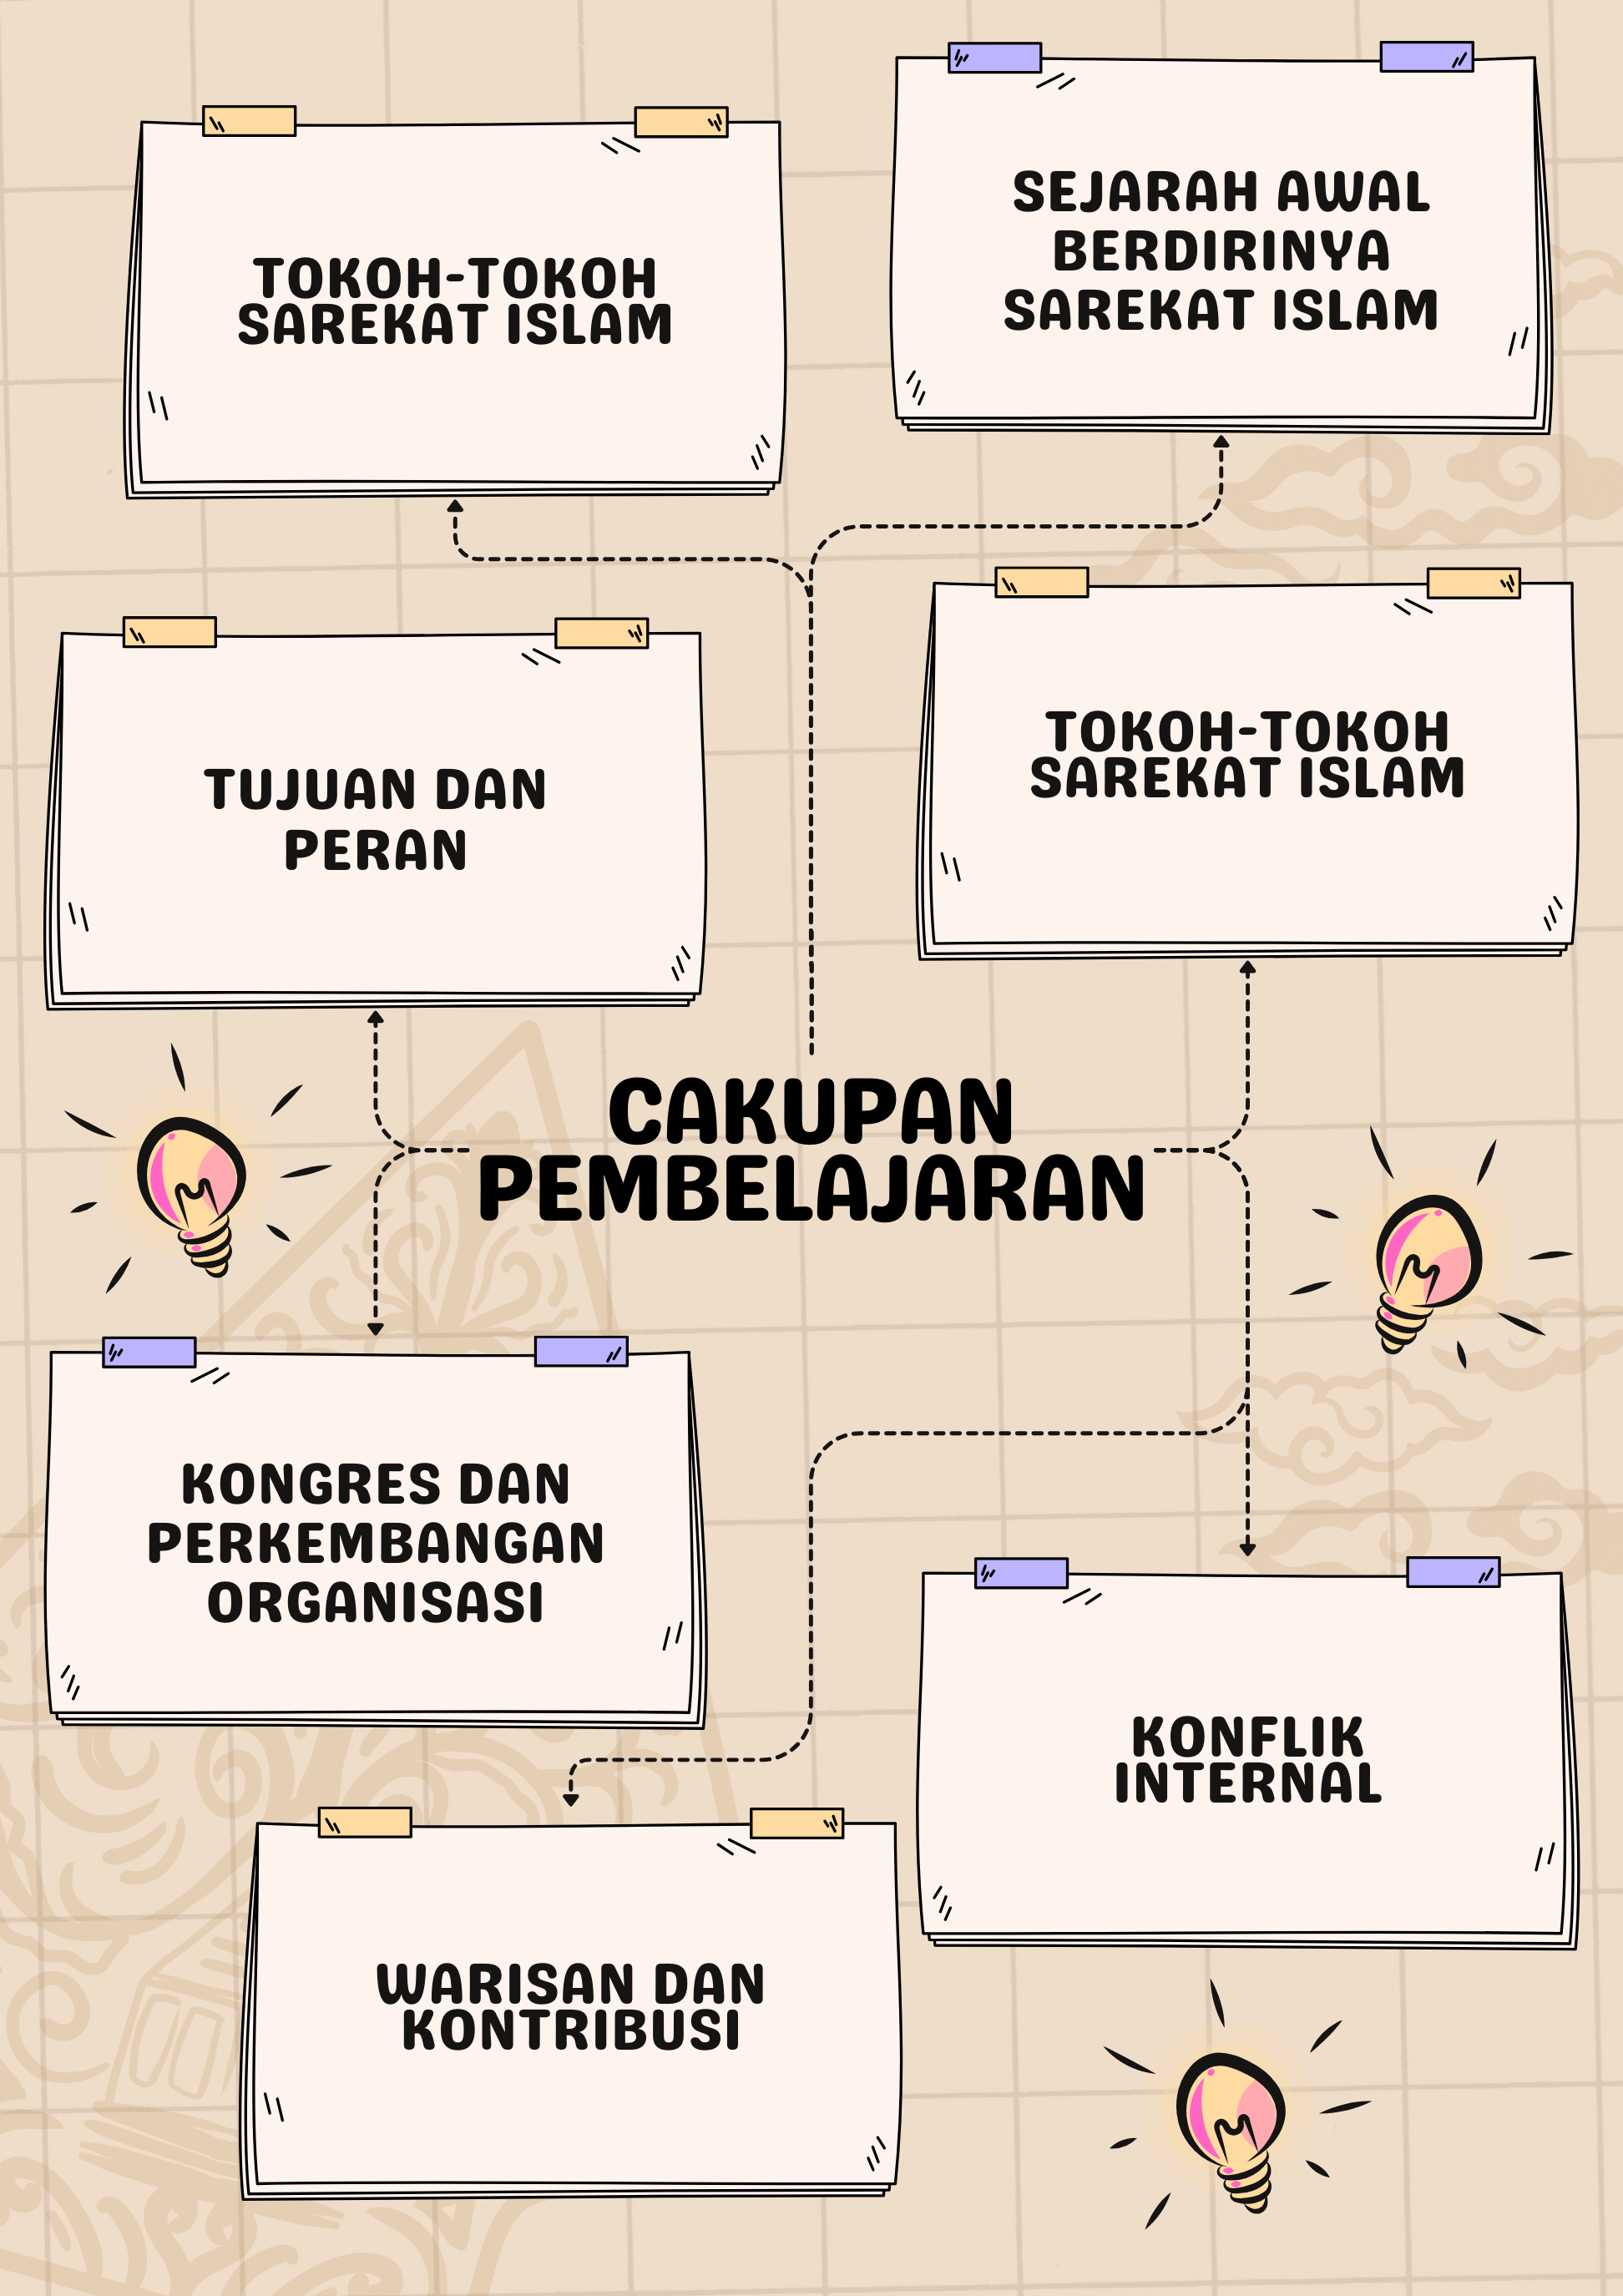 SEJARAH AWAL
BERDIRINYA
SAREKAT ISLAM
TOKOH-TOKOH
SAREKAT ISLAM
TOKOH-TOKOH
SAREKAT ISLAM
TUJUAN DAN
PERAN
CAKUPAN
PEMBELAJARAN
KONGRES DAN
PERKEMBANGAN
ORGANISASI
KONFLIK
INTERNAL
WARISAN DAN
KONTRIBUSI